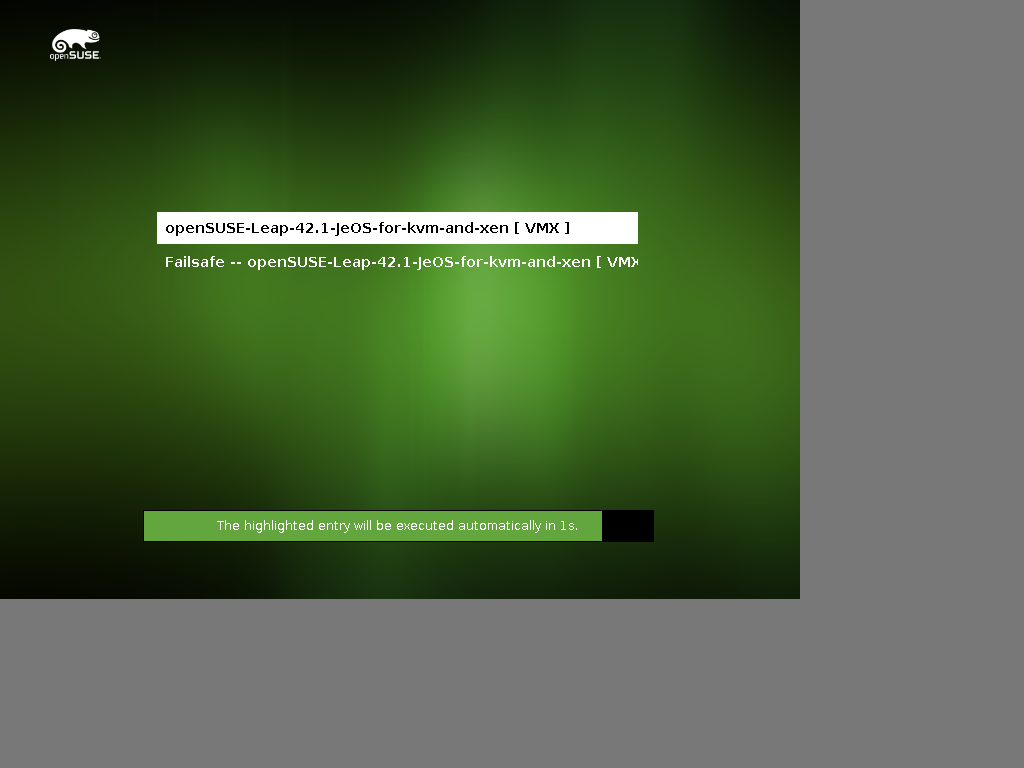 openSUSE
openSUSE-Leap-42.1-JeOS-for-kvm-and-xen [ VMX ]
Failsafe -- openSUSE-Leap-42.1-JeOS-for-kvm-and-xen [ VMX
The highlighted entry will be executed automatically in 1s.